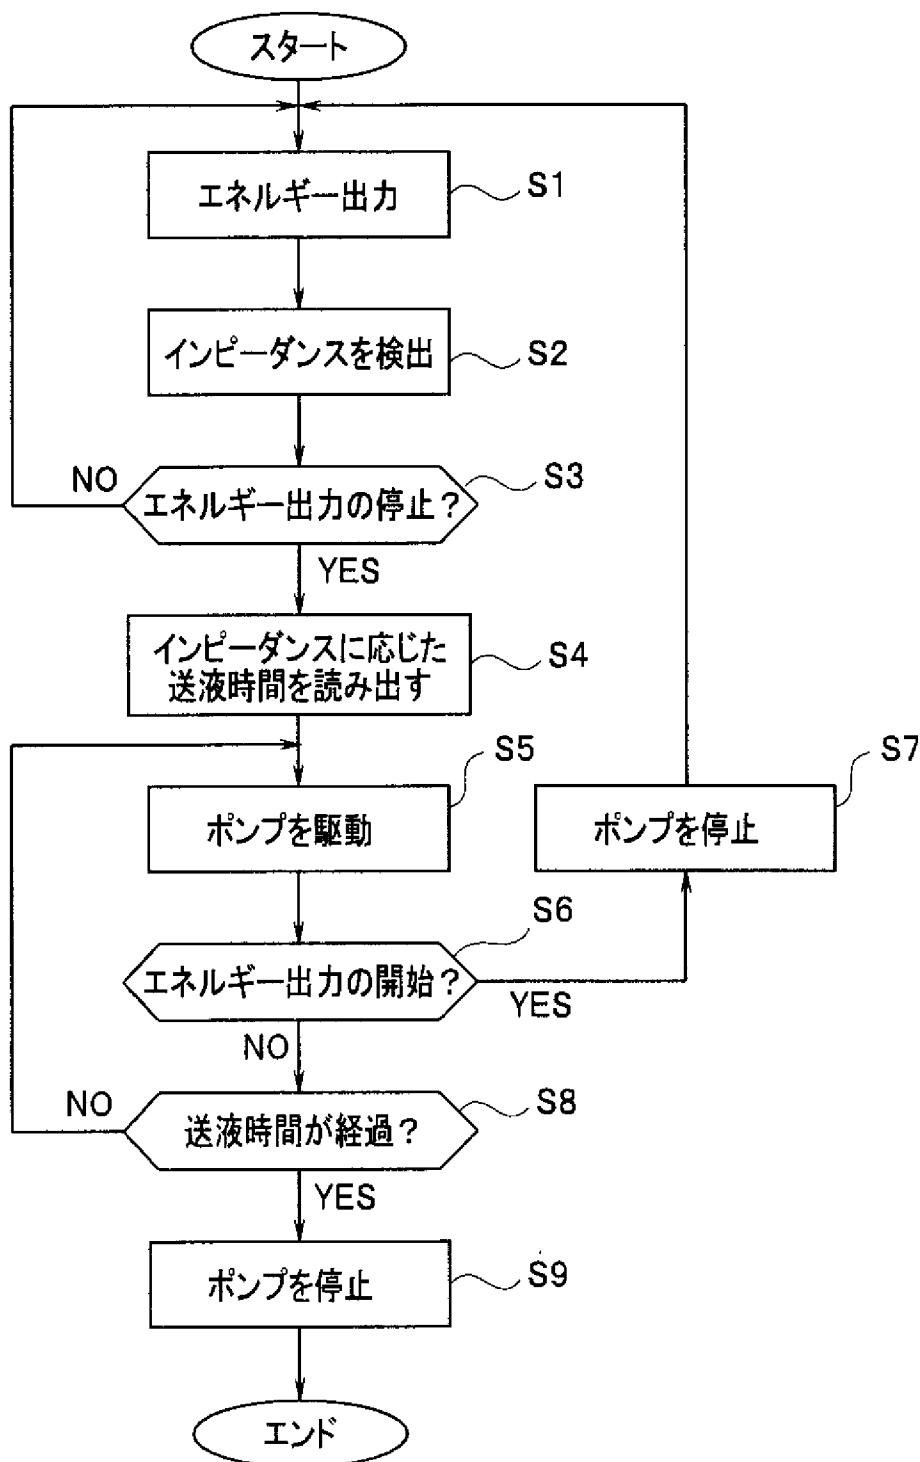 スタート
エネルギー出力
S1
インピーダンスを検出
S2
エネルギー出力の停止？
S3
NO
YES
インピーダンスに応じた
送液時間を読み出す
S4
ポンプを駆動
S5
ポンプを停止
S7
エネルギー出力の開始？
S6
YES
NO
送液時間が経過？
S8
NO
YES
ポンプを停止
S9
エンド